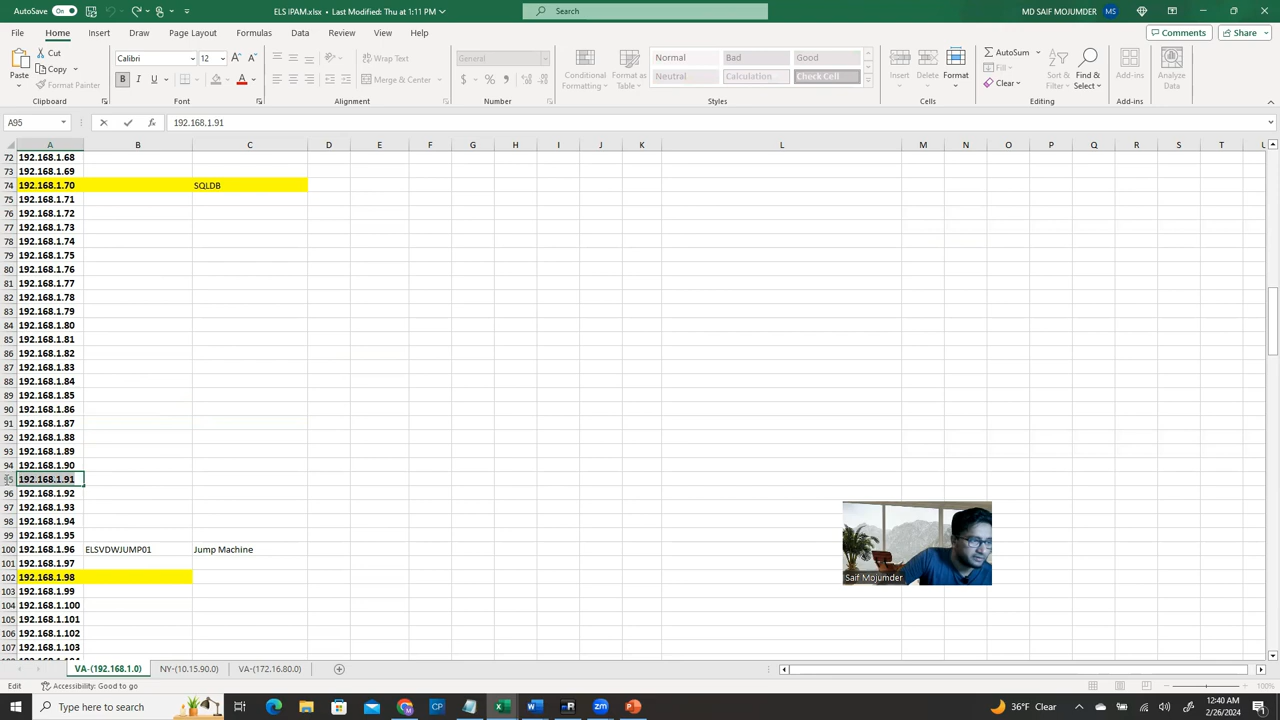 AutoSave Off
ELS IPAM.xlsx • Last Modified: Thu at 1:11 PM
Search
MD SAIF MOJUMDER MS
File Home Insert Draw Page Layout Formulas Data Review View Help
Comments Share
Paste
Cut
Copy
Format Painter
Clipboard
Calibri 12
B I U
Font
Wrap Text
Merge & Center
Alignment
General
Number
Conditional Formatting
Format as Table
Normal Bad Good
Neutral Calculation Check Cell
Styles
Insert Delete Format
Cells
AutoSum
Fill
Clear
Sort & Filter
Find & Select
Editing
Add-ins
Add-ins
Analyze Data
A95 fx 192.168.1.91
A B C D E F G H I J K L M N O P Q R S T U
72 192.168.1.68
73 192.168.1.69
74 192.168.1.70 SQLDB
75 192.168.1.71
76 192.168.1.72
77 192.168.1.73
78 192.168.1.74
79 192.168.1.75
80 192.168.1.76
81 192.168.1.77
82 192.168.1.78
83 192.168.1.79
84 192.168.1.80
85 192.168.1.81
86 192.168.1.82
87 192.168.1.83
88 192.168.1.84
89 192.168.1.85
90 192.168.1.86
91 192.168.1.87
92 192.168.1.88
93 192.168.1.89
94 192.168.1.90
192.168.1.91
96 192.168.1.92
97 192.168.1.93
98 192.168.1.94
99 192.168.1.95
100 192.168.1.96 ELSVDWJUMP01 Jump Machine
101 192.168.1.97
102 192.168.1.98
103 192.168.1.99
104 192.168.1.100
105 192.168.1.101
106 192.168.1.102
107 192.168.1.103
Saif Mojumder
VA-(192.168.1.0) NY-(10.15.90.0) VA-(172.16.80.0)
Edit Accessibility: Good to go
100%
Type here to search
36°F Clear
12:40 AM
2/26/2024